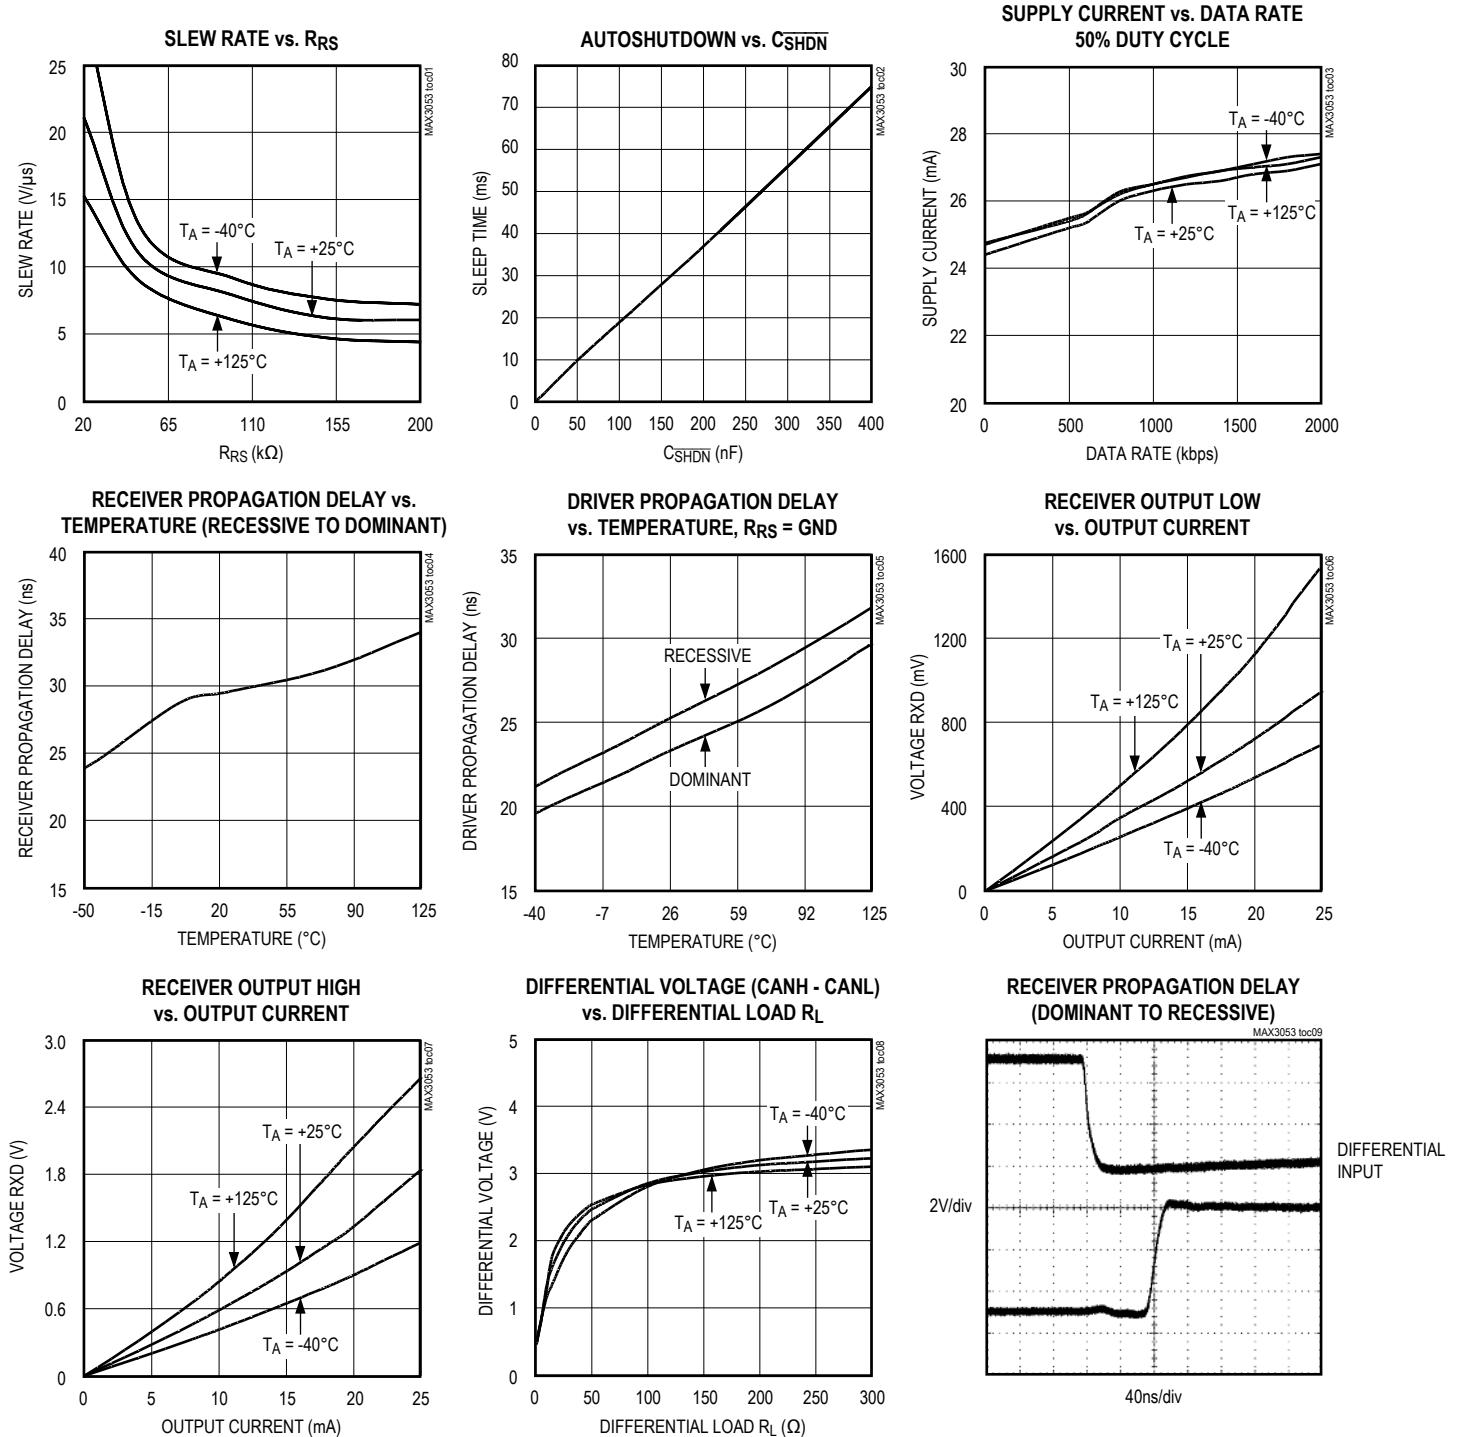 SLEW RATE vs. RRS
25
20
15
10
5
0
SLEW RATE (V/µs)
TA = -40°C
TA = +25°C
TA = +125°C
20 65 110 155 200
RRS (kΩ)
MAX3053 toc01
AUTOSHUTDOWN vs. CSHDN
80
70
60
50
40
30
20
10
0
SLEEP TIME (ms)
0 50 100 150 200 250 300 350 400
CSHDN (nF)
MAX3053 toc02
SUPPLY CURRENT vs. DATA RATE
50% DUTY CYCLE
30
28
26
24
22
20
SUPPLY CURRENT (mA)
TA = -40°C
TA = +125°C
TA = +25°C
0 500 1000 1500 2000
DATA RATE (kbps)
MAX3053 toc03
RECEIVER PROPAGATION DELAY vs.
TEMPERATURE (RECESSIVE TO DOMINANT)
40
35
30
25
20
15
RECEIVER PROPAGATION DELAY (ns)
-50 -15 20 55 90 125
TEMPERATURE (°C)
MAX3053 toc04
DRIVER PROPAGATION DELAY
vs. TEMPERATURE, RRS = GND
35
30
25
20
15
DRIVER PROPAGATION DELAY (ns)
RECESSIVE
DOMINANT
-40 -7 26 59 92 125
TEMPERATURE (°C)
MAX3053 toc05
RECEIVER OUTPUT LOW
vs. OUTPUT CURRENT
1600
1200
800
400
0
VOLTAGE RXD (mV)
TA = +25°C
TA = +125°C
TA = -40°C
0 5 10 15 20 25
OUTPUT CURRENT (mA)
MAX3053 toc06
RECEIVER OUTPUT HIGH
vs. OUTPUT CURRENT
3.0
2.4
1.8
1.2
0.6
0
VOLTAGE RXD (V)
TA = +25°C
TA = +125°C
TA = -40°C
0 5 10 15 20 25
OUTPUT CURRENT (mA)
MAX3053 toc07
DIFFERENTIAL VOLTAGE (CANH - CANL)
vs. DIFFERENTIAL LOAD RL
5
4
3
2
1
0
DIFFERENTIAL VOLTAGE (V)
TA = -40°C
TA = +25°C
TA = +125°C
0 50 100 150 200 250 300
DIFFERENTIAL LOAD RL (Ω)
MAX3053 toc08
RECEIVER PROPAGATION DELAY
(DOMINANT TO RECESSIVE)
MAX3053 toc09
DIFFERENTIAL
INPUT
2V/div
40ns/div